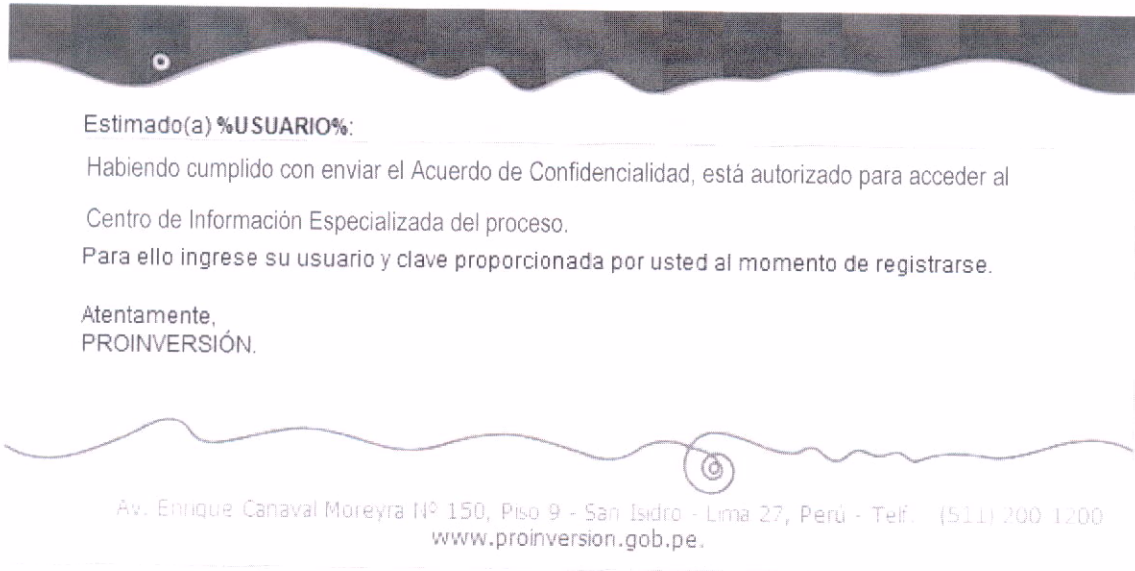 Estimado(a) %USUARIO%:
Habiendo cumplido con enviar el Acuerdo de Confidencialidad, está autorizado para acceder al
Centro de Información Especializada del proceso.
Para ello ingrese su usuario y clave proporcionada por usted al momento de registrarse.
Atentamente,
PROINVERSIÓN.
Av. Enrique Canaval Moreyra Nº 150, Piso 9 - San Isidro - Lima 27, Perú - Telf. (511) 200 1200
www.proinversion.gob.pe.